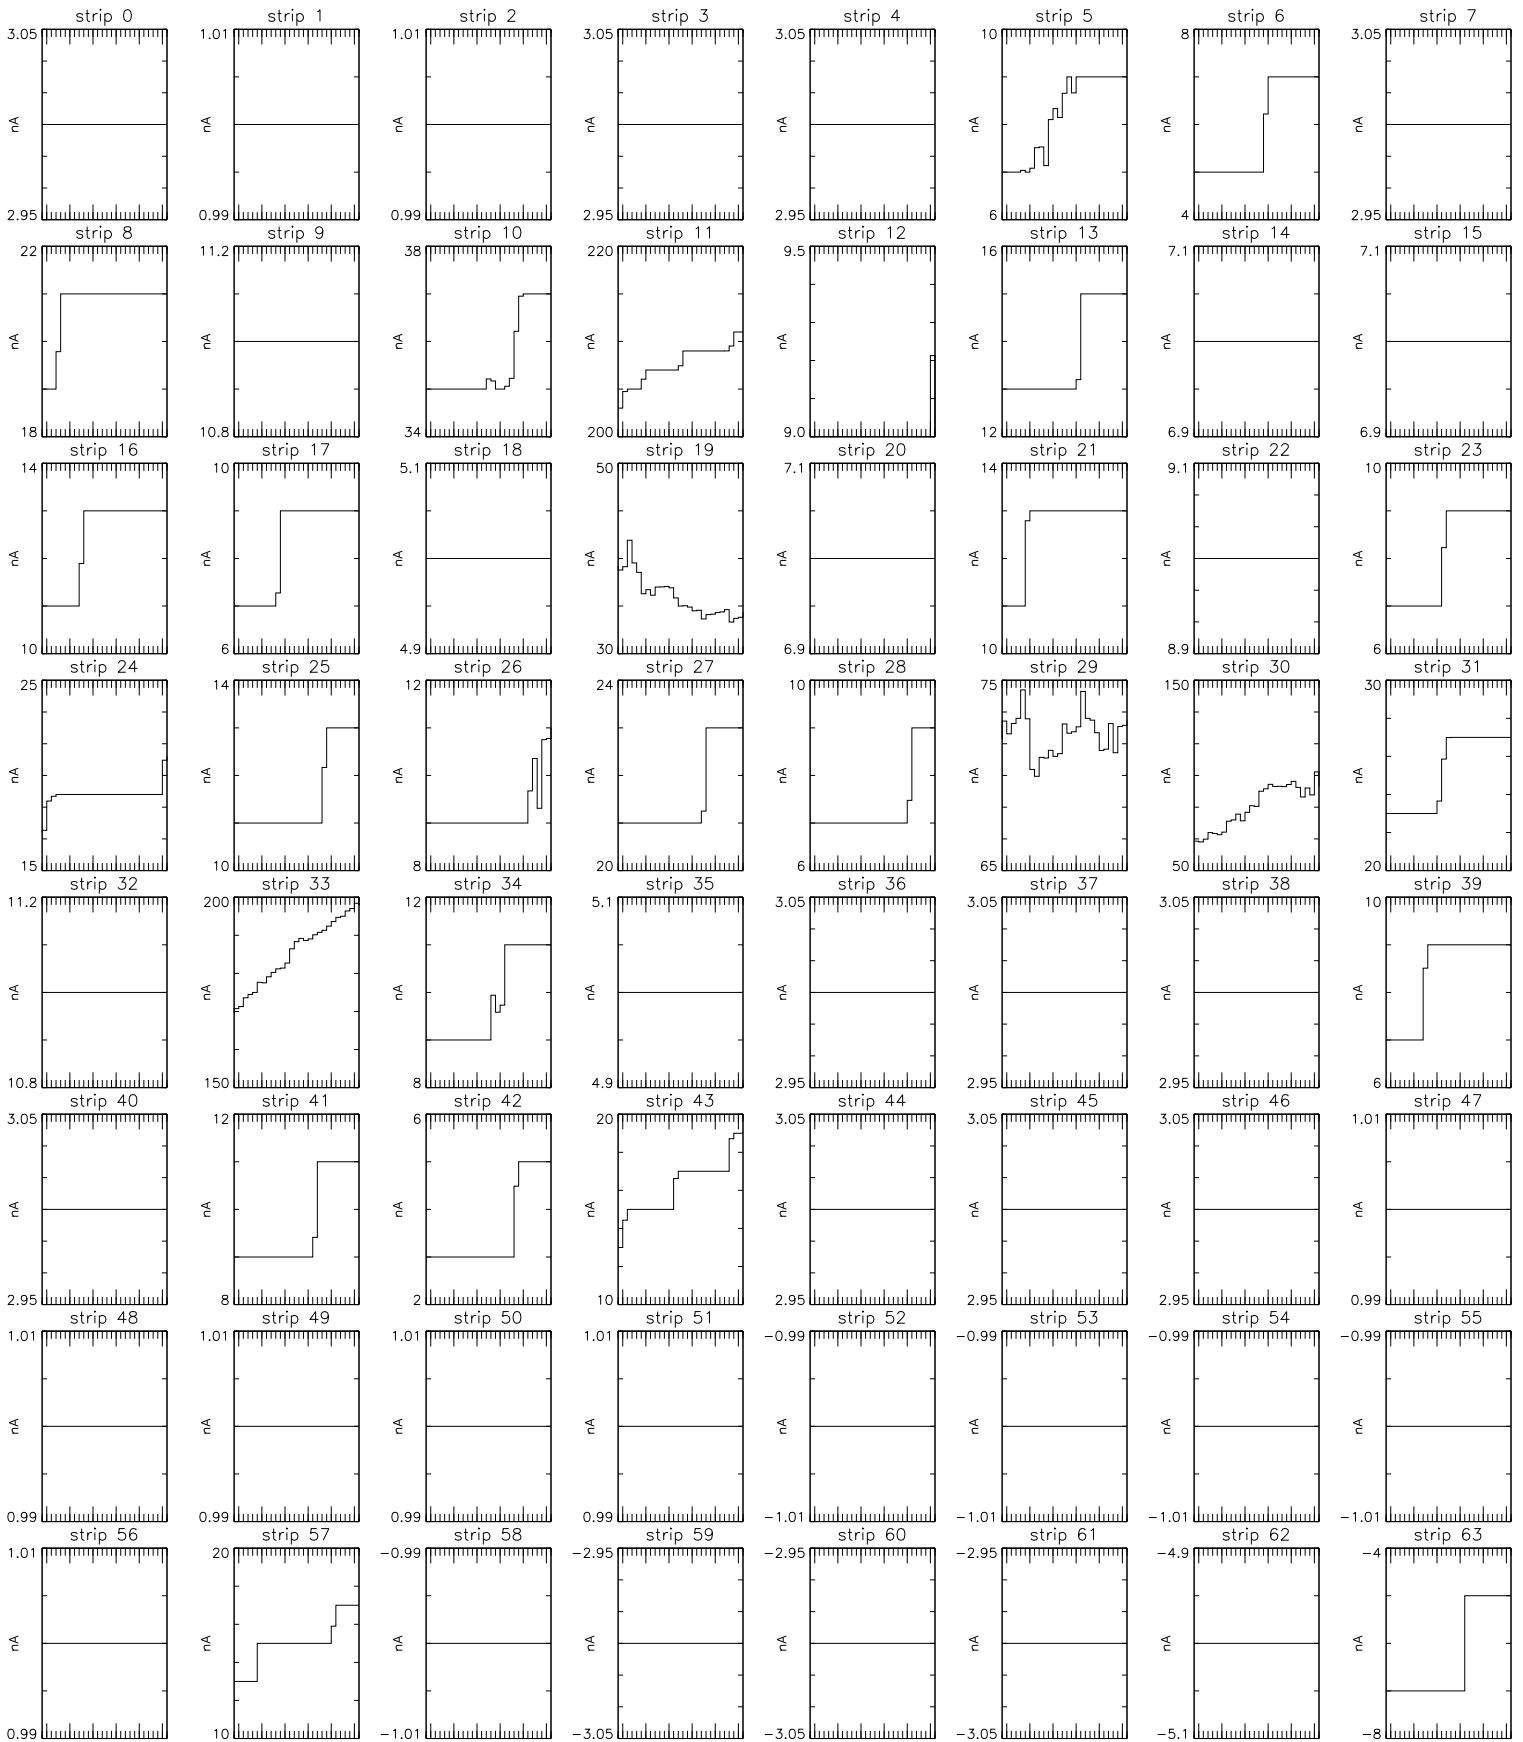 strip 0 strip 1 strip 2 strip 3 strip 4 strip 5 strip 6 strip 7
3.05 1.01 1.01 3.05 3.05 10 8 3.05
nA nA nA nA nA nA nA nA
2.95 0.99 0.99 2.95 2.95 6 4 2.95
strip 8 strip 9 strip 10 strip 11 strip 12 strip 13 strip 14 strip 15
22 11.2 38 220 9.5 16 7.1 7.1
nA nA nA nA nA nA nA nA
18 10.8 34 200 9.0 12 6.9 6.9
strip 16 strip 17 strip 18 strip 19 strip 20 strip 21 strip 22 strip 23
14 10 5.1 50 7.1 14 9.1 10
nA nA nA nA nA nA nA nA
10 6 4.9 30 6.9 10 8.9 6
strip 24 strip 25 strip 26 strip 27 strip 28 strip 29 strip 30 strip 31
25 14 12 24 10 75 150 30
nA nA nA nA nA nA nA nA
15 10 8 20 6 65 50 20
strip 32 strip 33 strip 34 strip 35 strip 36 strip 37 strip 38 strip 39
11.2 200 12 5.1 3.05 3.05 3.05 10
nA nA nA nA nA nA nA nA
10.8 150 8 4.9 2.95 2.95 2.95 6
strip 40 strip 41 strip 42 strip 43 strip 44 strip 45 strip 46 strip 47
3.05 12 6 20 3.05 3.05 3.05 1.01
nA nA nA nA nA nA nA nA
2.95 8 2 10 2.95 2.95 2.95 0.99
strip 48 strip 49 strip 50 strip 51 strip 52 strip 53 strip 54 strip 55
1.01 1.01 1.01 1.01 −0.99 −0.99 −0.99 −0.99
nA nA nA nA nA nA nA nA
0.99 0.99 0.99 0.99 −1.01 −1.01 −1.01 −1.01
strip 56 strip 57 strip 58 strip 59 strip 60 strip 61 strip 62 strip 63
1.01 20 −0.99 −2.95 −2.95 −2.95 −4.9 −4
nA nA nA nA nA nA nA nA
0.99 10 −1.01 −3.05 −3.05 −3.05 −5.1 −8